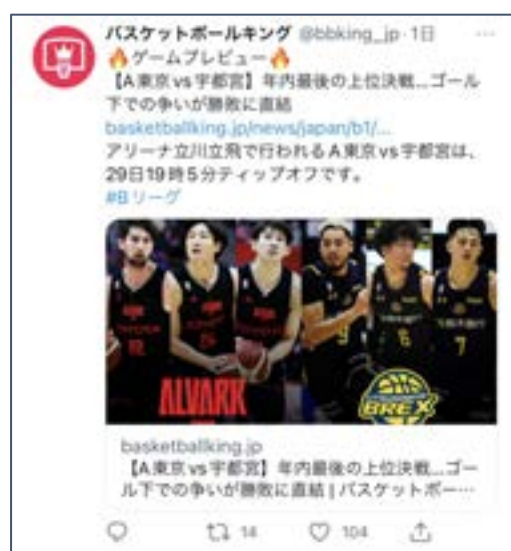 バスケットボールキング @bbking_jp · 1日 ···
🔥ゲームプレビュー🔥
【A東京vs宇都宮】年内最後の上位決戦…ゴール
下での争いが勝敗に直結
basketballking.jp/news/japan/b1/...
アリーナ立川立飛で行われるA東京vs宇都宮は、
29日19時5分ティップオフです。
#Bリーグ
ALVARK
BREX
9
6
7
basketballking.jp
【A東京vs宇都宮】年内最後の上位決戦…ゴー
ル下での争いが勝敗に直結 | バスケットボー…
14 104